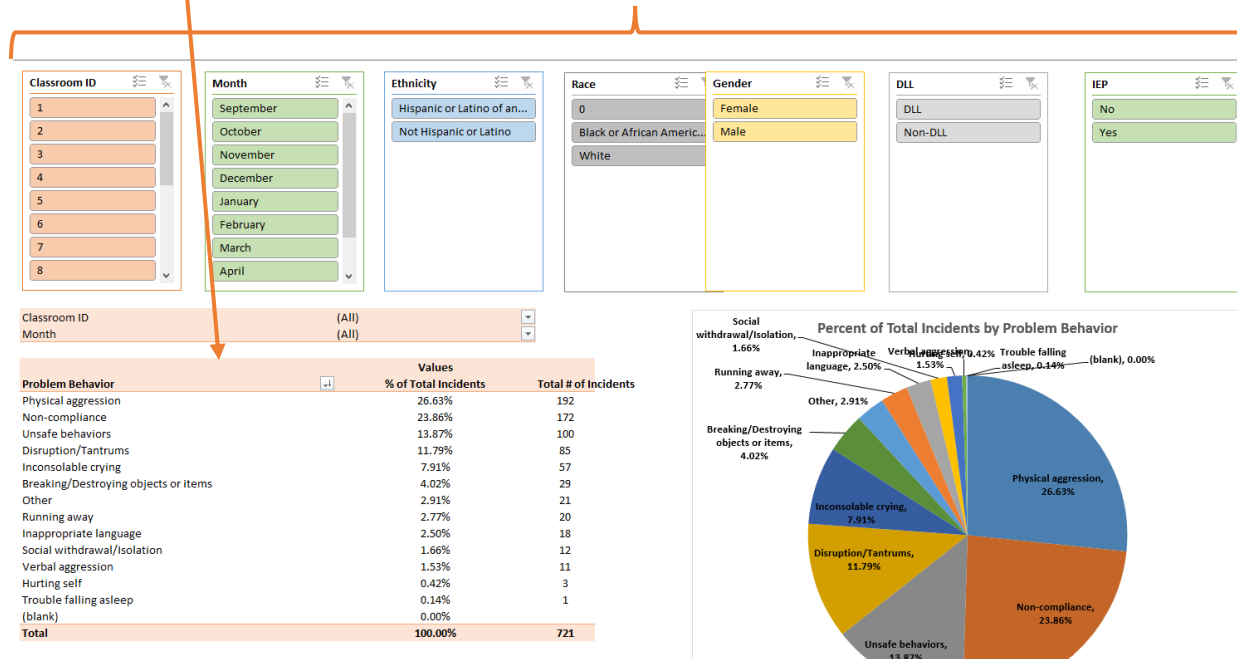 Classroom ID
1
2
3
4
5
6
7
8
Month
September
October
November
December
January
February
March
April
Ethnicity
Hispanic or Latino of an...
Not Hispanic or Latino
Race
0
Black or African Americ...
White
Gender
Female
Male
DLL
DLL
Non-DLL
IEP
No
Yes
Classroom ID (All)
Month (All)
Values
Problem Behavior % of Total Incidents Total # of Incidents
Physical aggression 26.63% 192
Non-compliance 23.86% 172
Unsafe behaviors 13.87% 100
Disruption/Tantrums 11.79% 85
Inconsolable crying 7.91% 57
Breaking/Destroying objects or items 4.02% 29
Other 2.91% 21
Running away 2.77% 20
Inappropriate language 2.50% 18
Social withdrawal/Isolation 1.66% 12
Verbal aggression 1.53% 11
Hurting self 0.42% 3
Trouble falling asleep 0.14% 1
(blank) 0.00%
Total 100.00% 721
Percent of Total Incidents by Problem Behavior
Social
withdrawal/Isolation,
1.66%
Inappropriate
language, 2.50%
Verbal aggression,
1.53%
Hurting self, 0.42%
Trouble falling
asleep, 0.14%
(blank), 0.00%
Running away,
2.77%
Other, 2.91%
Breaking/Destroying
objects or items,
4.02%
Physical aggression,
26.63%
Inconsolable crying,
7.91%
Disruption/Tantrums,
11.79%
Non-compliance,
23.86%
Unsafe behaviors,
13.87%